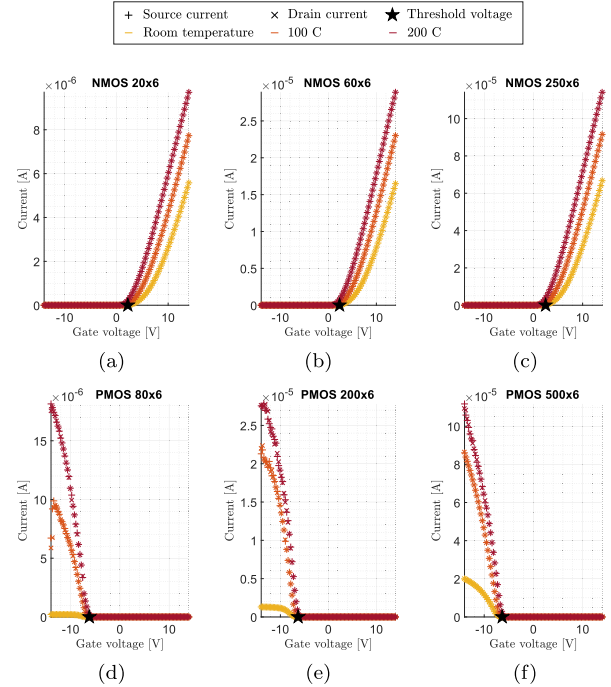 Source current Drain current Threshold voltage
Room temperature 100 C 200 C
×10⁻⁶ NMOS 20x6
8
6
4
2
0
Current [A]
-10 0 10
Gate voltage [V]
(a)
×10⁻⁵ NMOS 60x6
2.5
2
1.5
1
0.5
0
Current [A]
-10 0 10
Gate voltage [V]
(b)
×10⁻⁵ NMOS 250x6
10
8
6
4
2
0
Current [A]
-10 0 10
Gate voltage [V]
(c)
×10⁻⁶ PMOS 80x6
15
10
5
0
Current [A]
-10 0 10
Gate voltage [V]
(d)
×10⁻⁵ PMOS 200x6
2.5
2
1.5
1
0.5
0
Current [A]
-10 0 10
Gate voltage [V]
(e)
×10⁻⁵ PMOS 500x6
10
8
6
4
2
0
Current [A]
-10 0 10
Gate voltage [V]
(f)